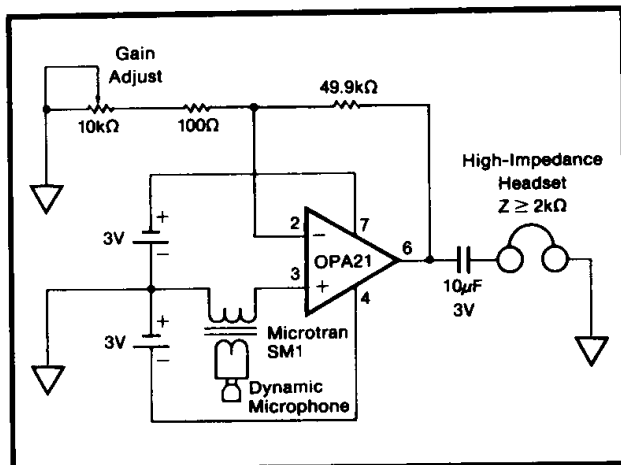 Gain
Adjust
49.9kΩ
10kΩ
100Ω
High-Impedance
Headset
Z ≥ 2kΩ
+
3V
−
2
−
7
OPA21
6
3
+
4
10μF
3V
+
3V
−
Microtran
SM1
Dynamic
Microphone